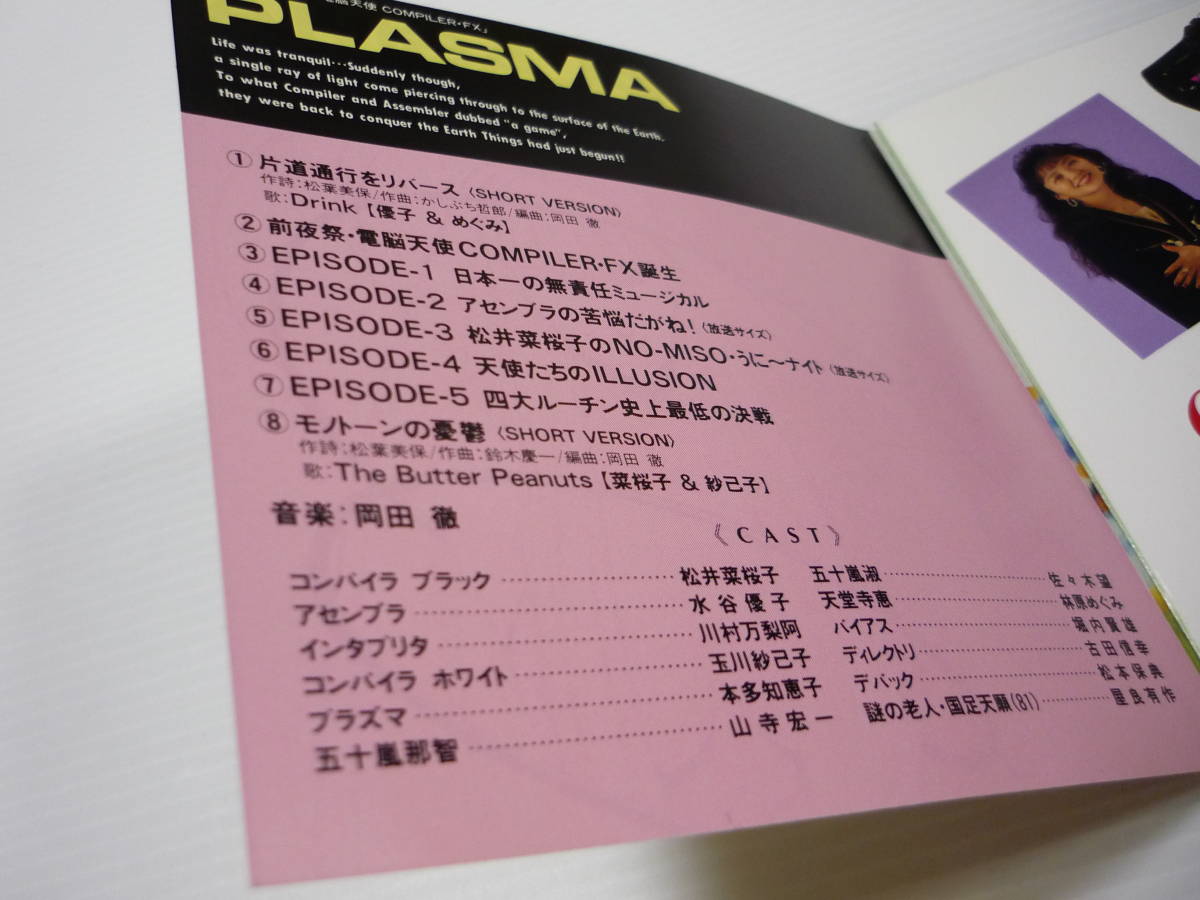 電脳天使 COMPILER・FX」
PLASMA
Life was tranquil…Suddenly though,
a single ray of light come piercing through to the surface of the Earth.
To what Compiler and Assembler dubbed "a game",
they were back to conquer the Earth Things had just begun!!
① 片道通行をリバース〈SHORT VERSION〉
作詩：松葉美保/作曲：かしぶち哲郎/編曲：岡田 徹
歌：Drink【優子 & めぐみ】
② 前夜祭・電脳天使COMPILER・FX誕生
③ EPISODE-1 日本一の無責任ミュージカル
④ EPISODE-2 アセンブラの苦悩だがね！〈放送サイズ〉
⑤ EPISODE-3 松井菜桜子のNO-MISO・うに〜ナイト〈放送サイズ〉
⑥ EPISODE-4 天使たちのILLUSION
⑦ EPISODE-5 四大ルーチン史上最低の決戦
⑧ モノトーンの憂鬱〈SHORT VERSION〉
作詩：松葉美保/作曲：鈴木慶一/編曲：岡田 徹
歌：The Butter Peanuts【菜桜子 & 紗己子】
音楽：岡田 徹
《CAST》
コンパイラ ブラック………………松井菜桜子
アセンブラ………………水谷優子
インタプリタ………………川村万梨阿
コンパイラ ホワイト………………玉川紗己子
プラズマ………………本多知恵子
五十嵐那智………………山寺宏一
五十嵐淑………………佐々木望
天堂寺恵………………林原めぐみ
バイアス………………堀内賢雄
ディレクトリ………………古田信幸
デバック………………松本保典
謎の老人・国足天願(81)…………屋良有作